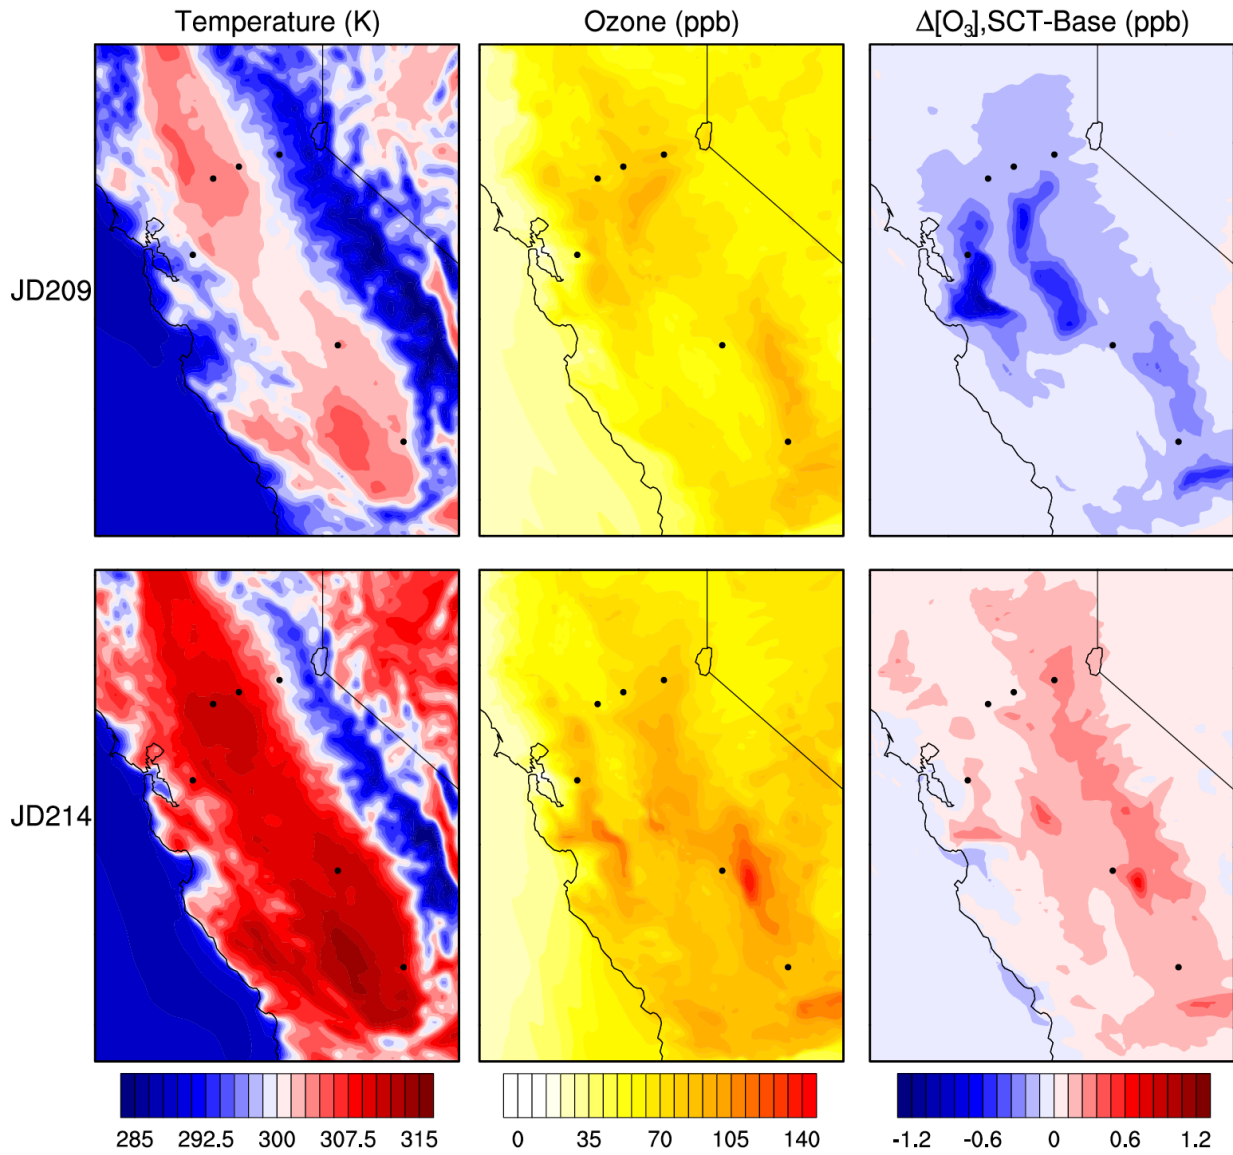 Temperature (K) Ozone (ppb) Δ[O₃],SCT-Base (ppb)
JD209
JD214
285 292.5 300 307.5 315 0 35 70 105 140 -1.2 -0.6 0 0.6 1.2